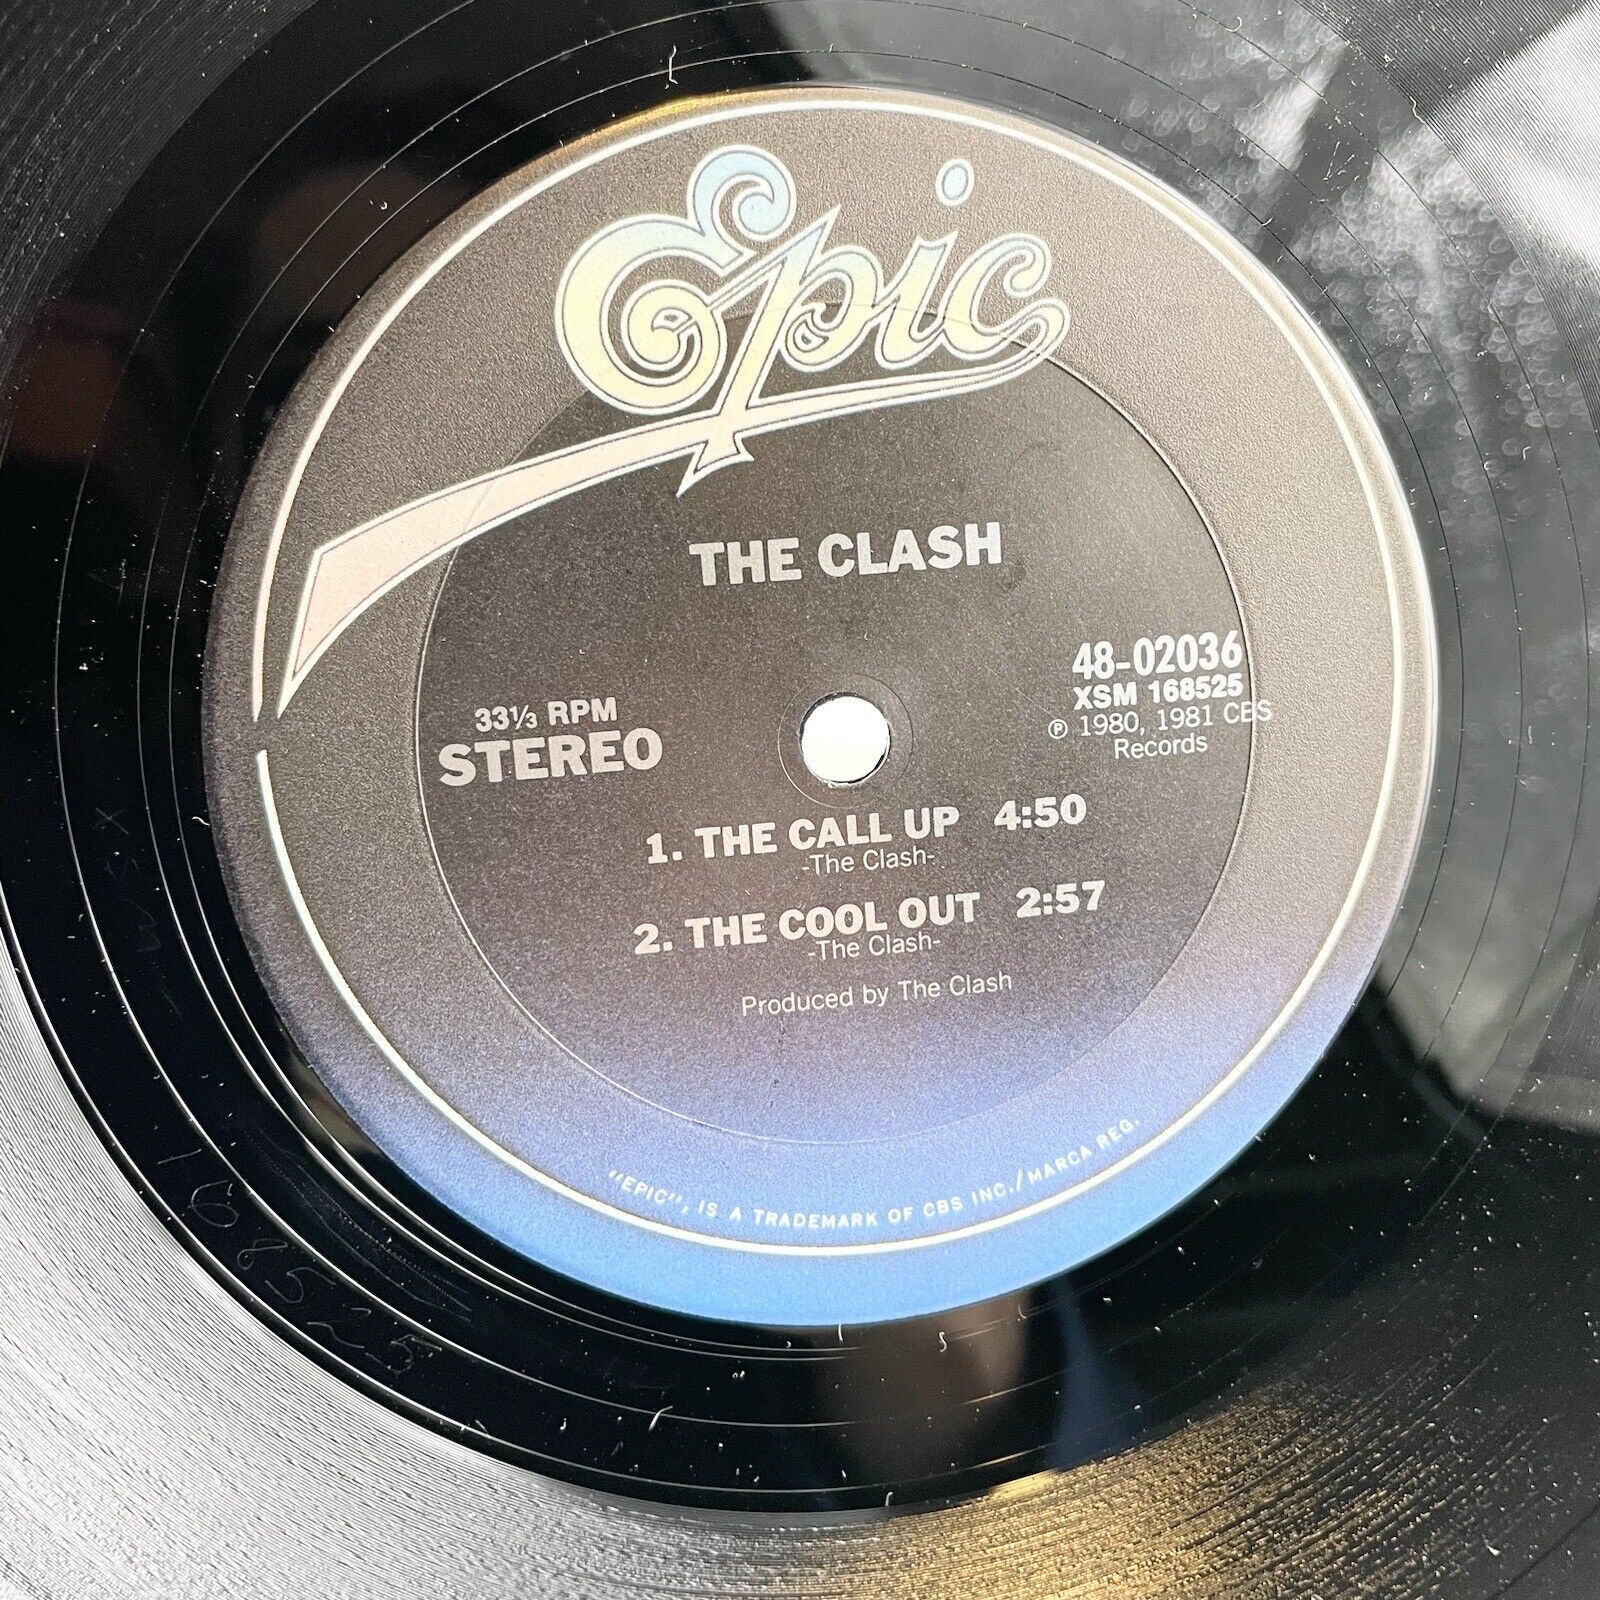 Epic
THE CLASH
33⅓ RPM
STEREO
48-02036
XSM 168525
℗ 1980, 1981 CBS
Records
1. THE CALL UP 4:50
-The Clash-
2. THE COOL OUT 2:57
-The Clash-
Produced by The Clash
"EPIC", IS A TRADEMARK OF CBS INC./MARCA REG.
168525